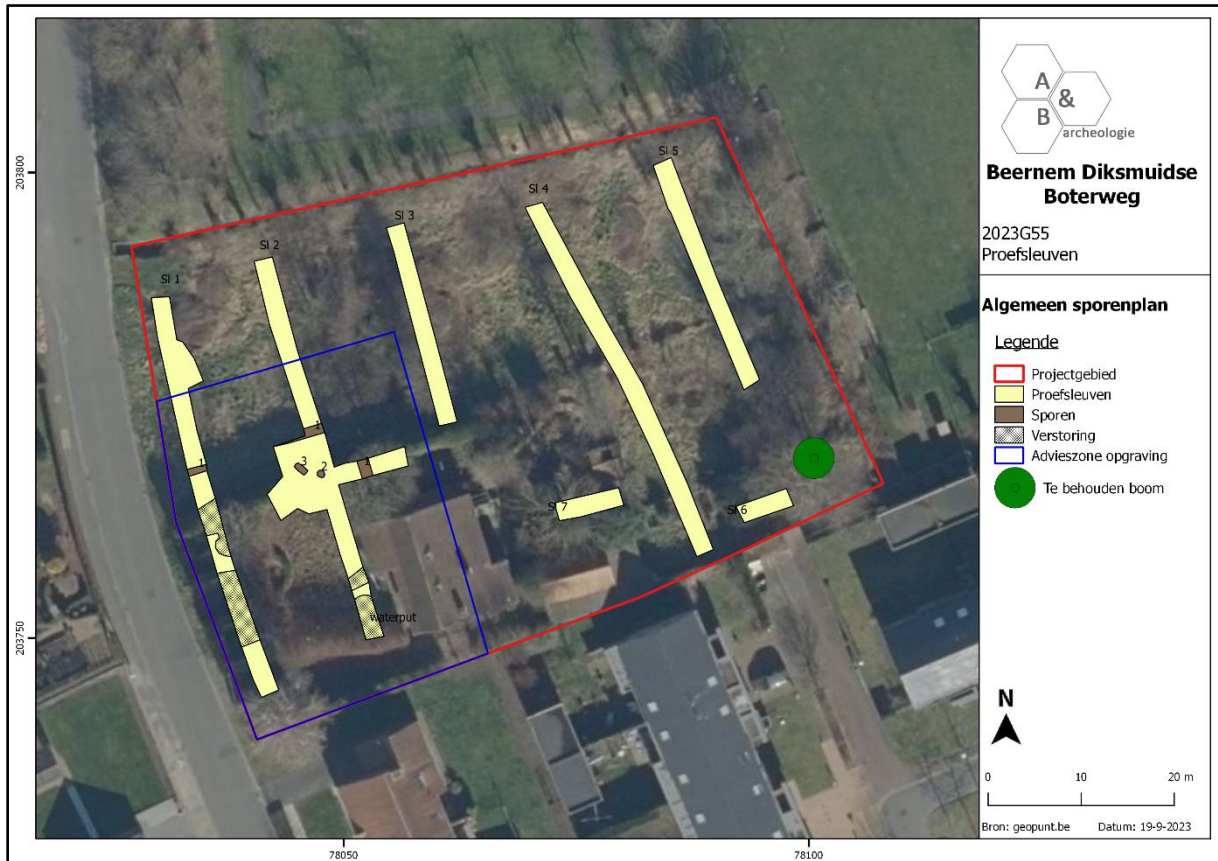 203800
203750
78050
78100
Sl 1
Sl 2
Sl 3
Sl 4
Sl 5
Sl 7
Sl 6
1
1
3
2
1
waterput
A
&
B
archeologie
Beernem Diksmuidse
Boterweg
2023G55
Proefsleuven
Algemeen sporenplan
Legende
Projectgebied
Proefsleuven
Sporen
Verstoring
Advieszone opgraving
Te behouden boom
N
0 10 20 m
Bron: geopunt.be Datum: 19-9-2023